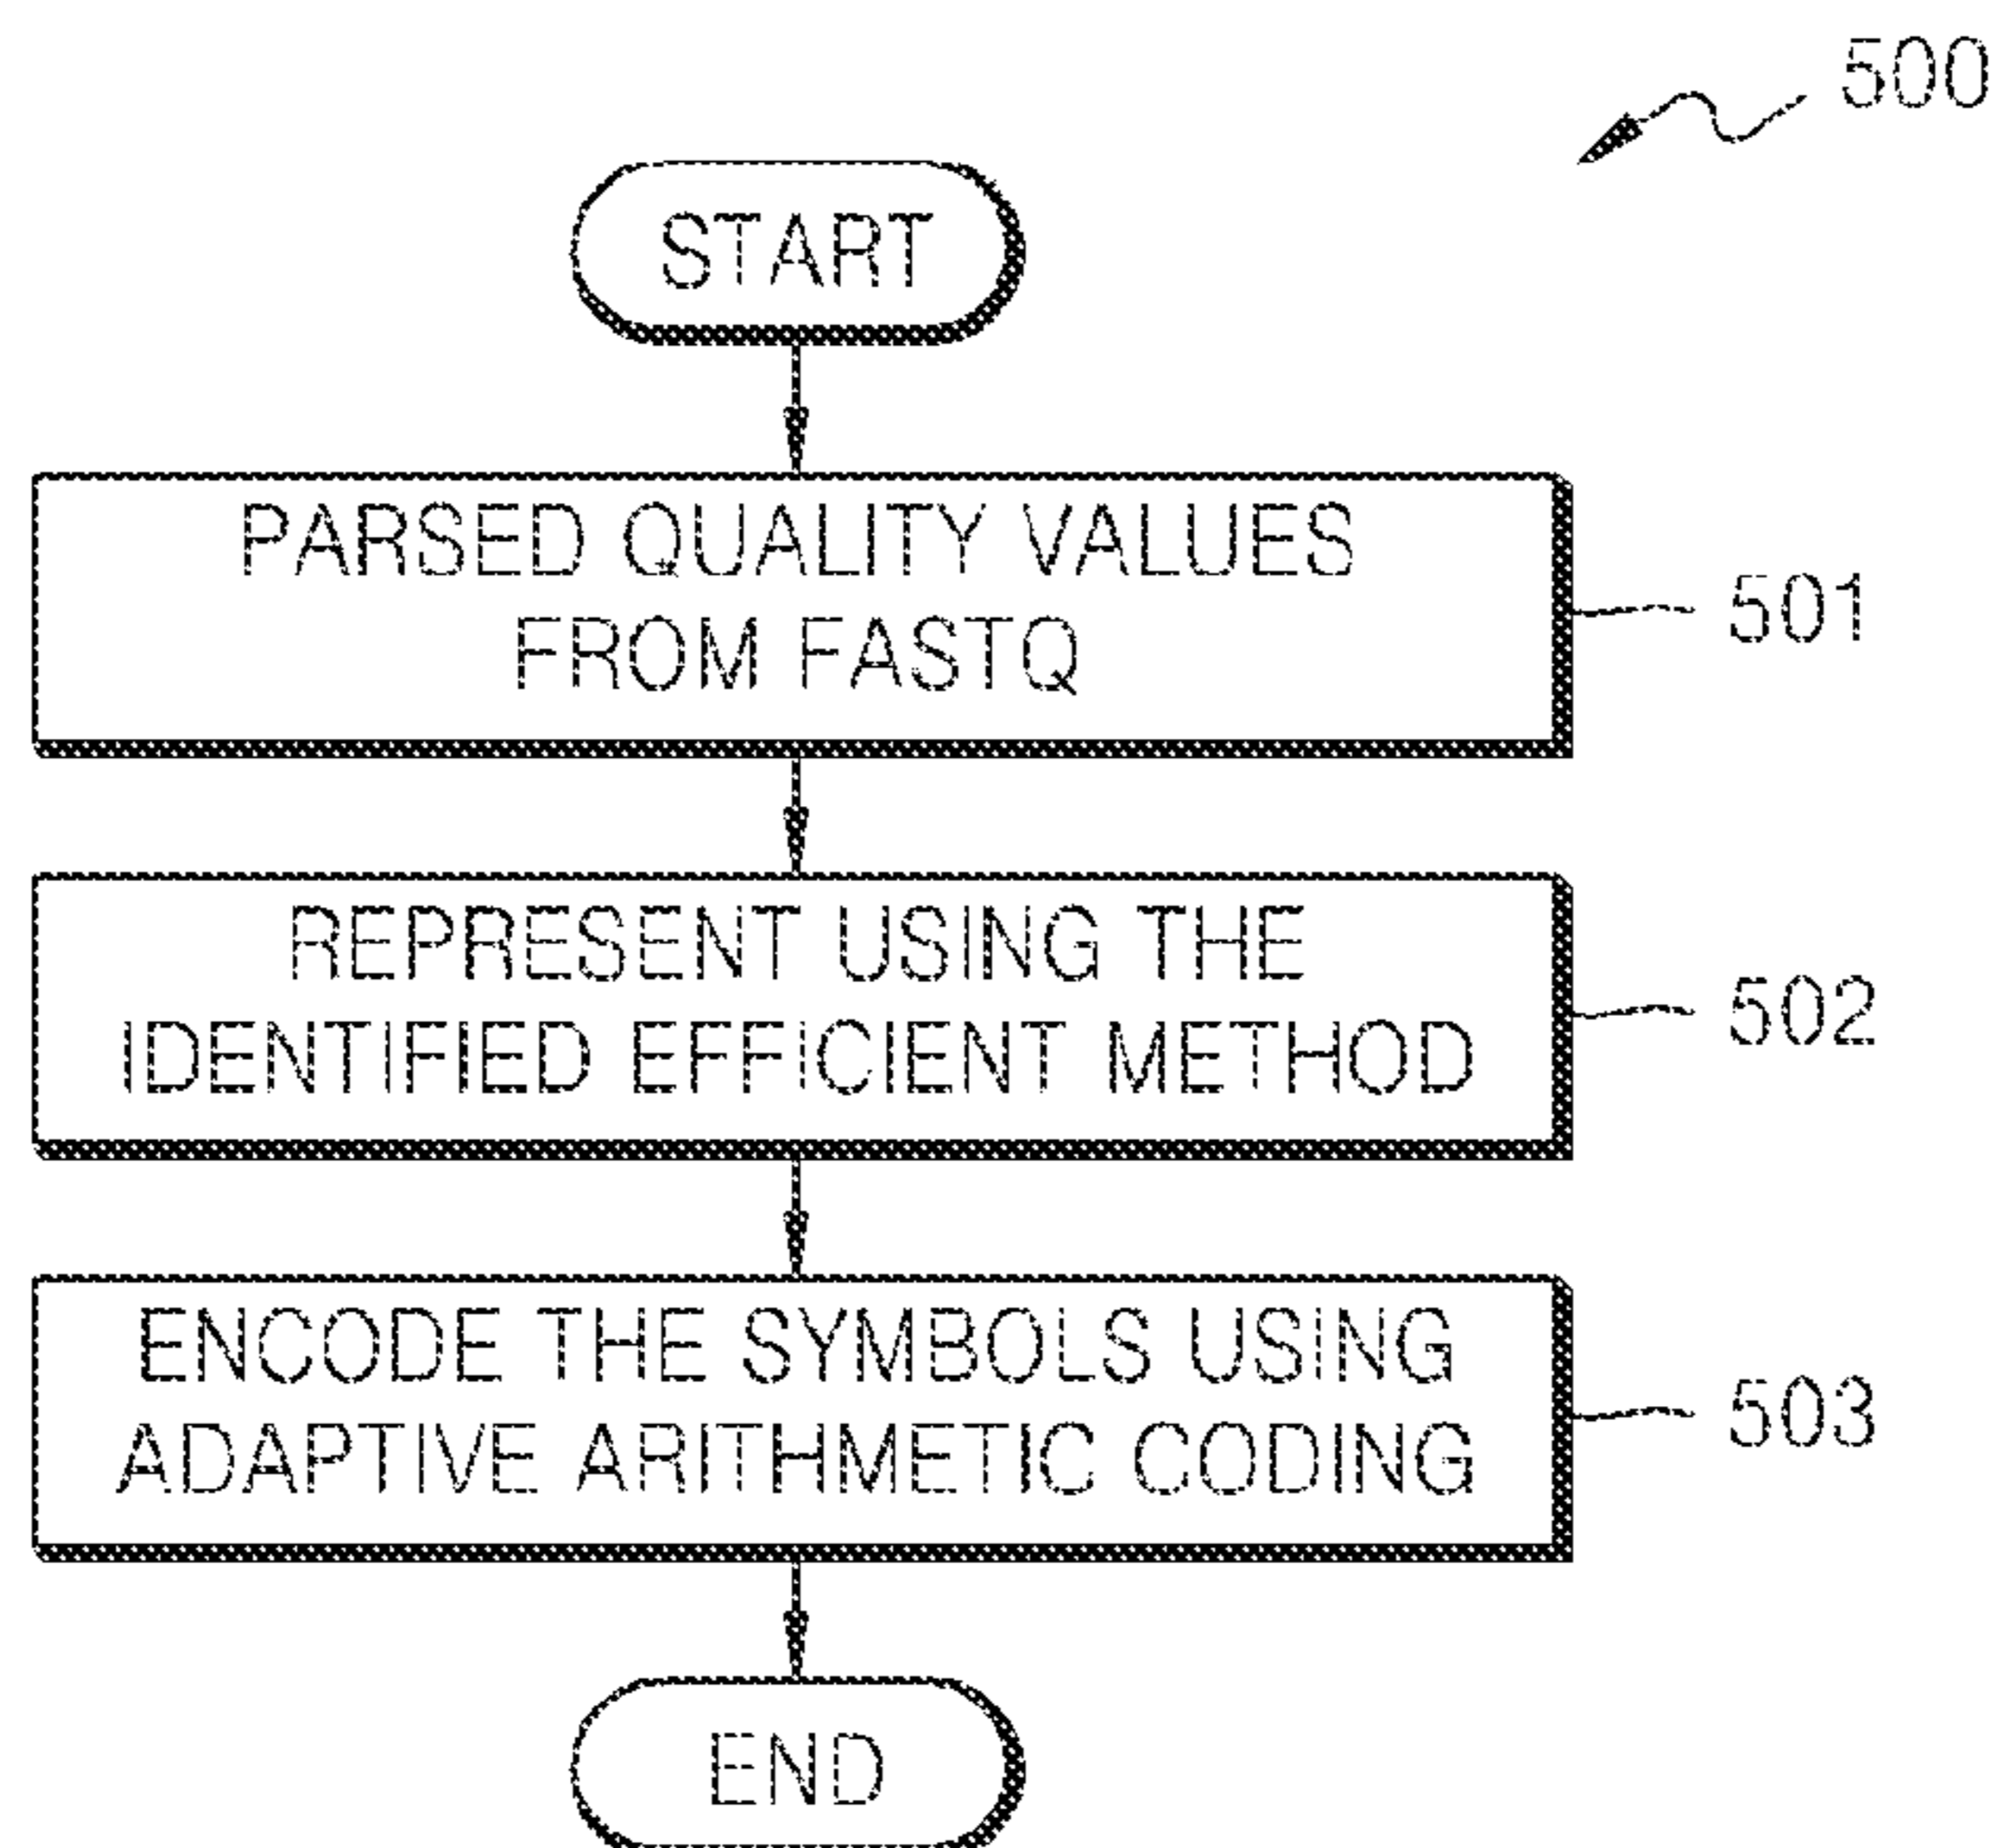 500
START
PARSED QUALITY VALUES
FROM FASTQ
501
REPRESENT USING THE
IDENTIFIED EFFICIENT METHOD
502
ENCODE THE SYMBOLS USING
ADAPTIVE ARITHMETIC CODING
503
END